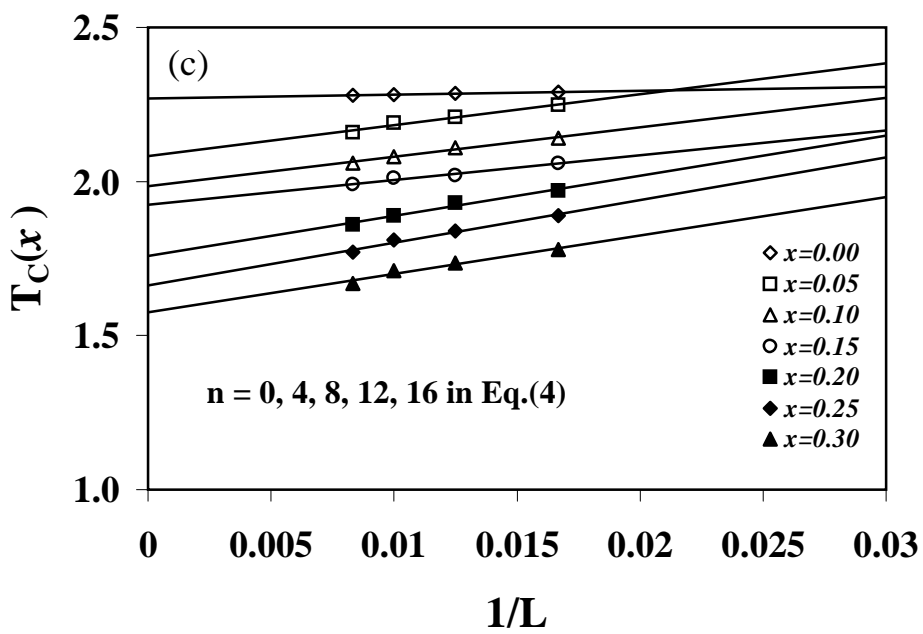 (c)
2.5
2.0
1.5
1.0
T_C(x)
x=0.00
x=0.05
x=0.10
x=0.15
x=0.20
x=0.25
x=0.30
n = 0, 4, 8, 12, 16 in Eq.(4)
0 0.005 0.01 0.015 0.02 0.025 0.03
1/L